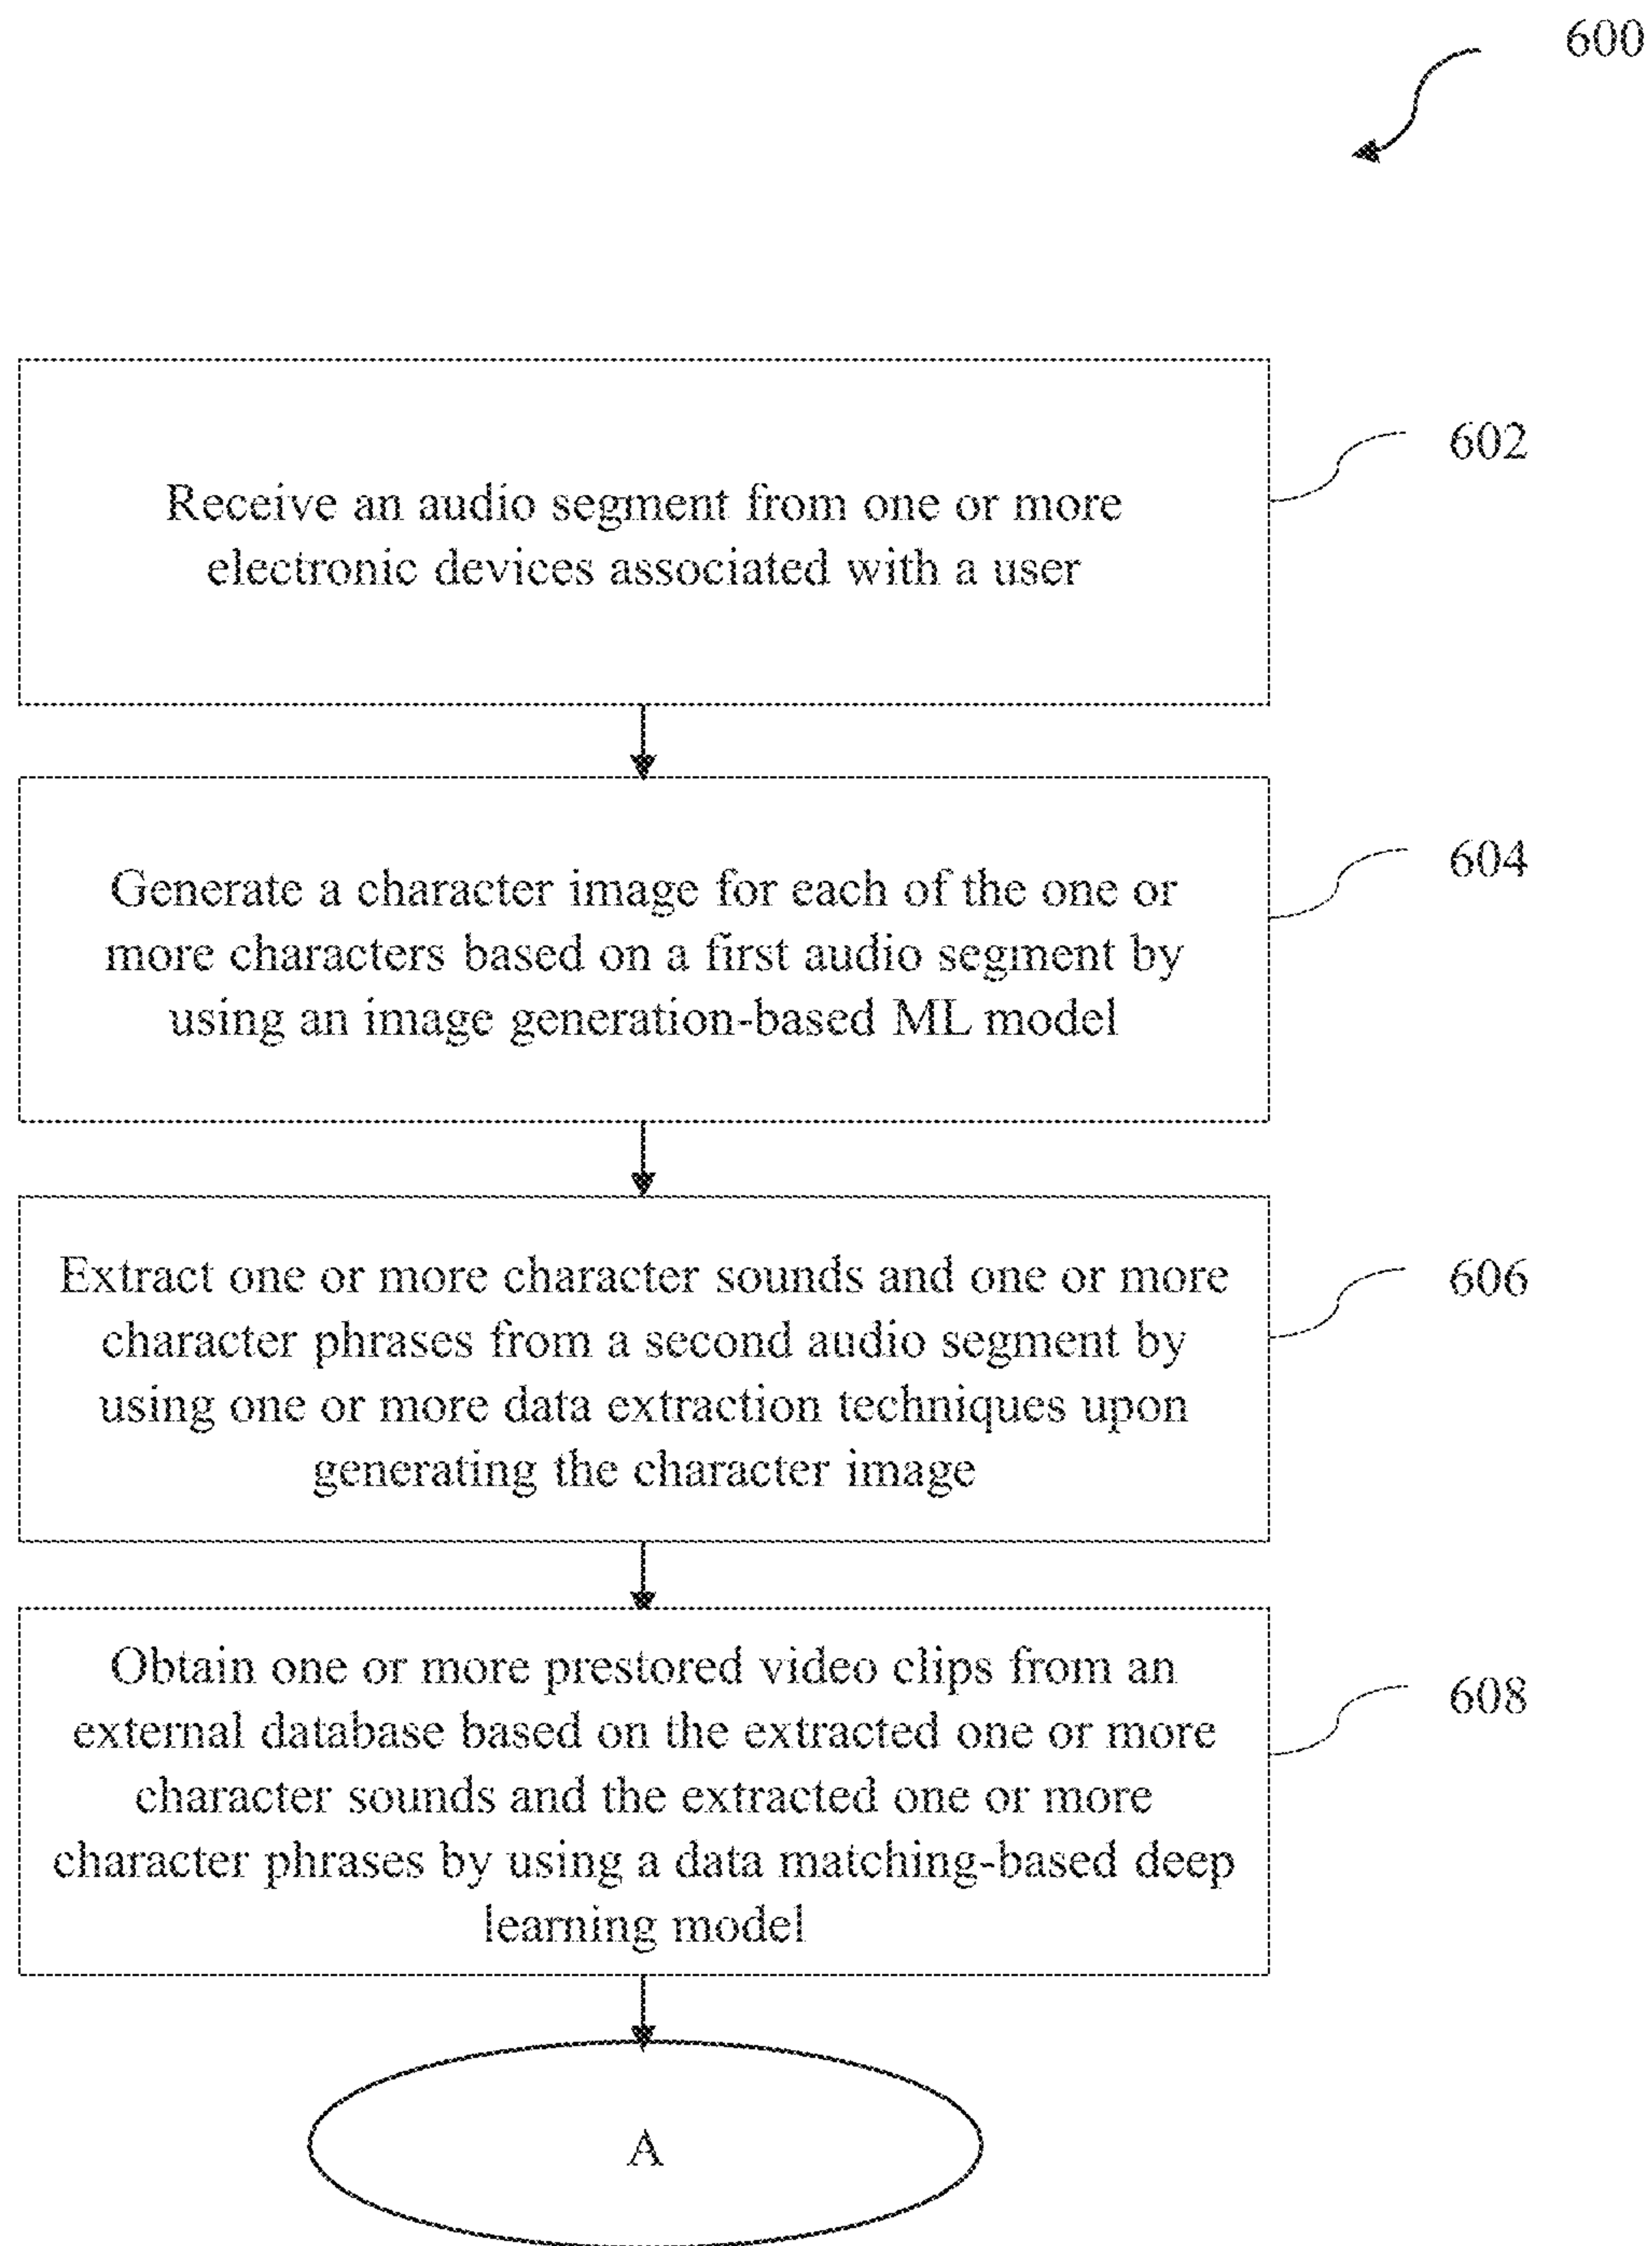 600
Receive an audio segment from one or more
electronic devices associated with a user
602
Generate a character image for each of the one or
more characters based on a first audio segment by
using an image generation-based ML model
604
Extract one or more character sounds and one or more
character phrases from a second audio segment by
using one or more data extraction techniques upon
generating the character image
606
Obtain one or more prestored video clips from an
external database based on the extracted one or more
character sounds and the extracted one or more
character phrases by using a data matching-based deep
learning model
608
A